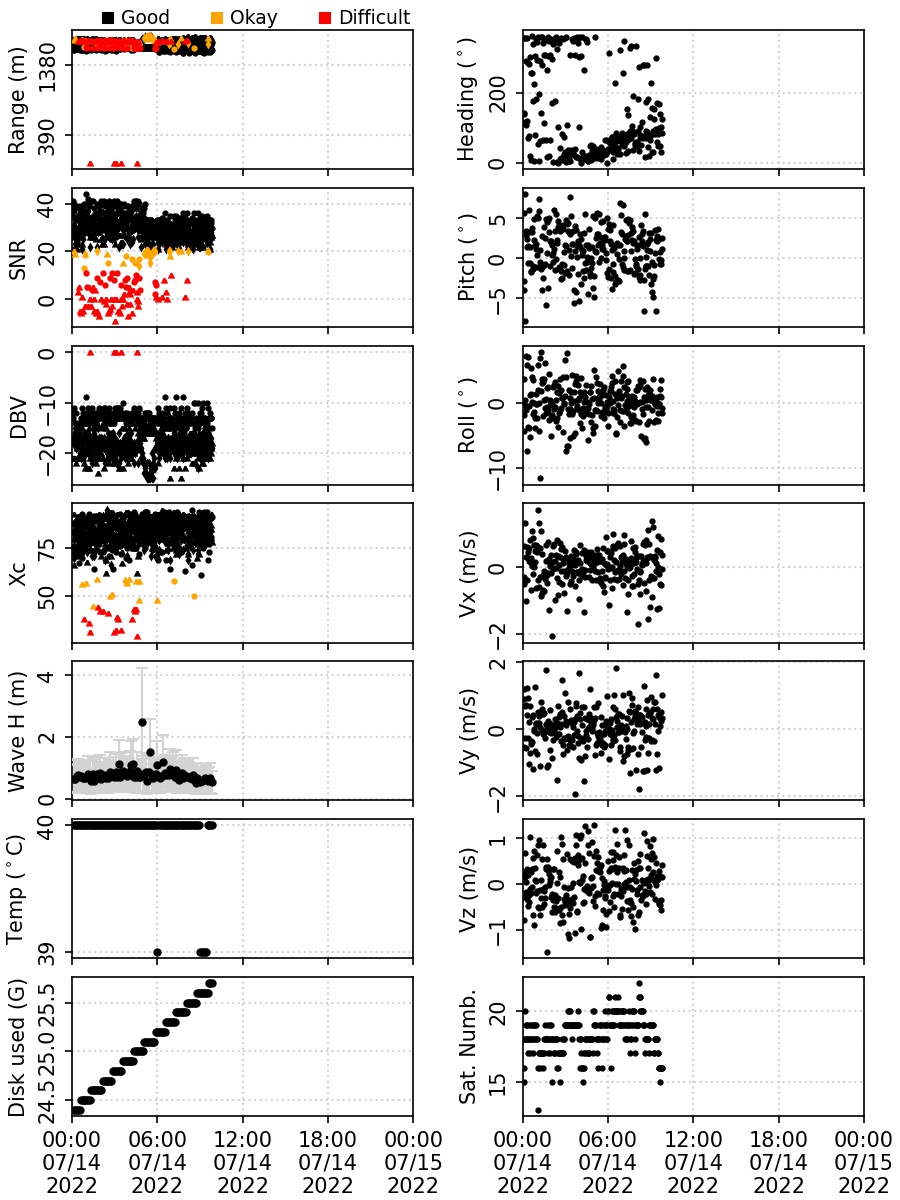 Good Okay Difficult
Range (m)
1380
390
Heading (°)
200
0
SNR
40
20
0
Pitch (°)
5
0
−5
DBV
0
−10
−20
Roll (°)
0
−10
Xc
75
50
Vx (m/s)
0
−2
Wave H (m)
4
2
0
Vy (m/s)
2
0
−2
Temp (°C)
40
39
Vz (m/s)
1
0
−1
Disk used (G)
25.5
25.0
24.5
Sat. Numb.
20
15
00:00 06:00 12:00 18:00 00:00
07/14 07/14 07/14 07/14 07/15
2022 2022 2022 2022 2022
00:00 06:00 12:00 18:00 00:00
07/14 07/14 07/14 07/14 07/15
2022 2022 2022 2022 2022